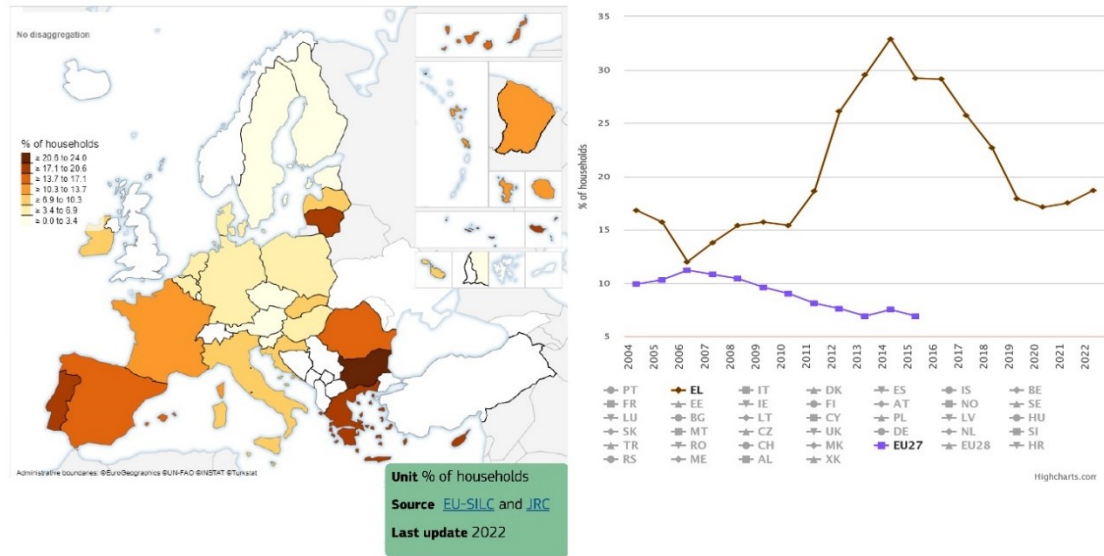 No disaggregation
% of households
≥ 20.6 to 24.0
≥ 17.1 to 20.6
≥ 13.7 to 17.1
≥ 10.3 to 13.7
≥ 6.9 to 10.3
≥ 3.4 to 6.9
≥ 0.0 to 3.4
Administrative boundaries: ©EuroGeographics ©UN-FAO ©INSTAT ©Turkstat
Unit % of households
Source EU-SILC and JRC
Last update 2022
35
30
25
20
15
10
5
% of households
2004 2005 2006 2007 2008 2009 2010 2011 2012 2013 2014 2015 2016 2017 2018 2019 2020 2021 2022
PT EL IT DK ES IS BE
FR EE IE FI AT NO SE
LU BG LT CY PL LV HU
SK MT CZ UK DE NL SI
TR RO CH MK EU27 EU28 HR
RS ME AL XK
Highcharts.com